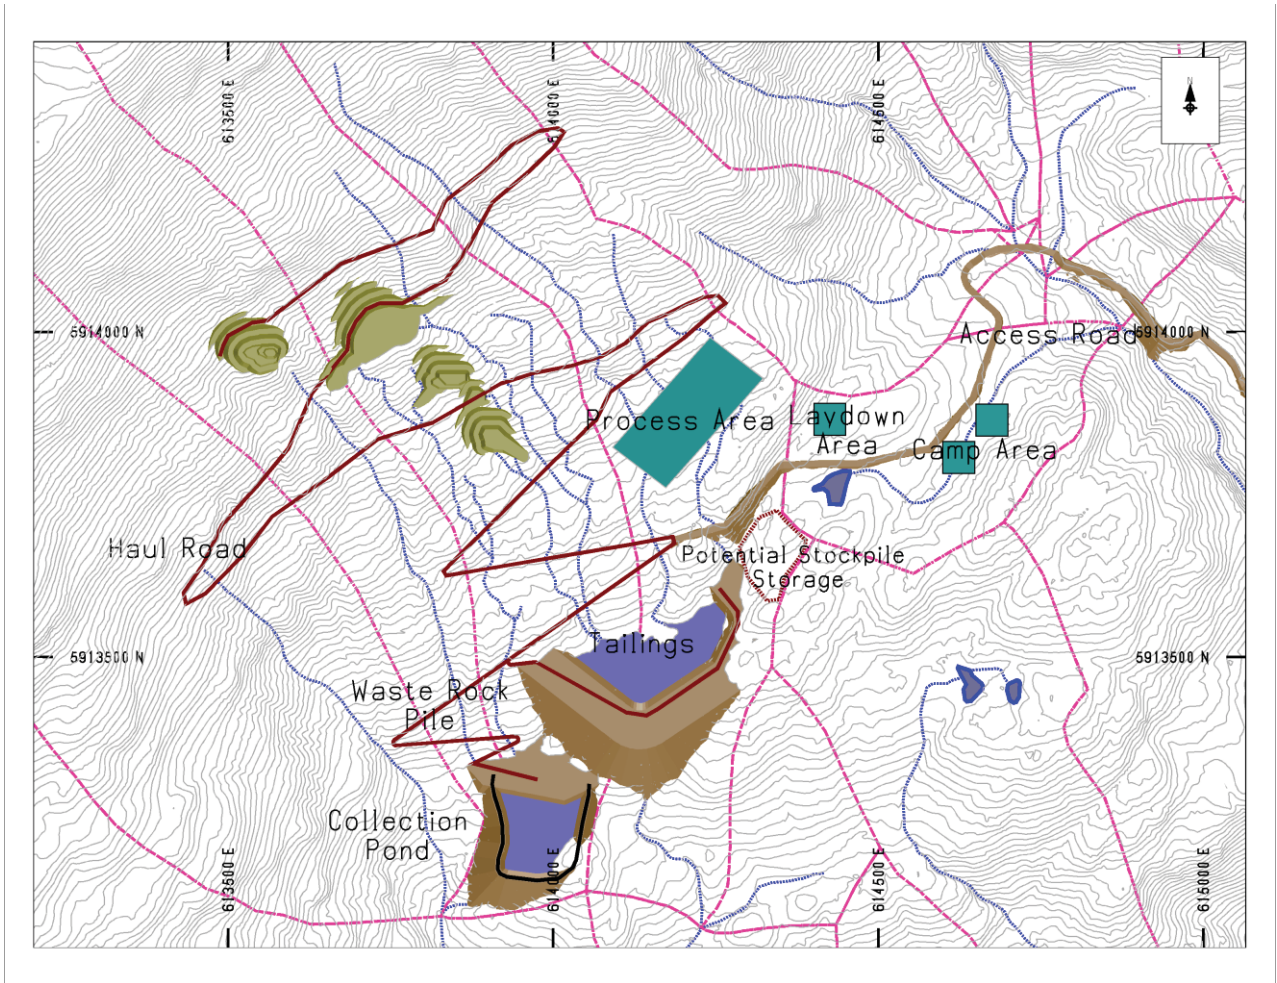 N
613500 E
614000 E
614500 E
5914000 N
Access Road
5914000 N
Process Area
Laydown
Area
Camp Area
Haul Road
Potential Stockpile
Storage
Tailings
5913500 N
5913500 N
Waste Rock
Pile
Collection
Pond
613500 E
614000 E
614500 E
615000 E